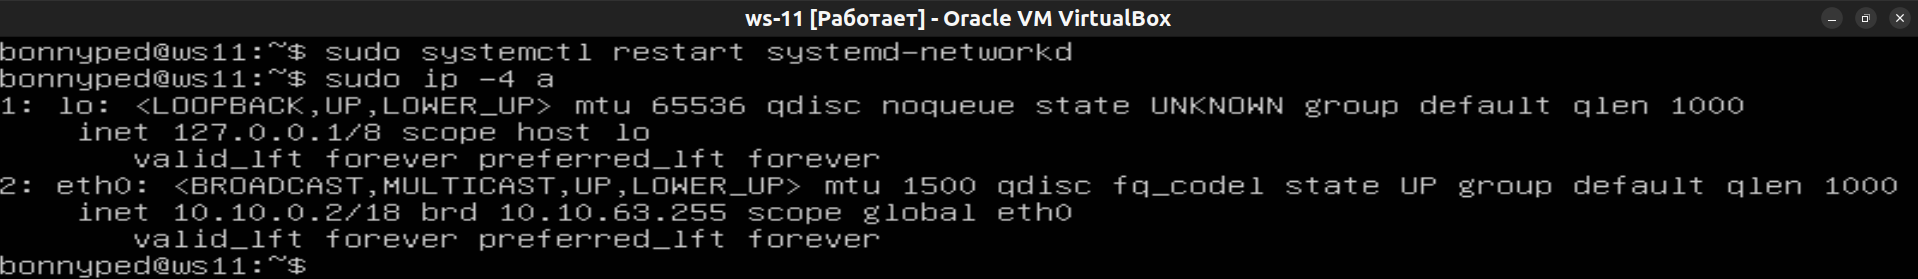 ws-11 [Работает] - Oracle VM VirtualBox
bonnyped@ws11:~$ sudo systemctl restart systemd-networkd
bonnyped@ws11:~$ sudo ip -4 a
1: lo: <LOOPBACK,UP,LOWER_UP> mtu 65536 qdisc noqueue state UNKNOWN group default qlen 1000
    inet 127.0.0.1/8 scope host lo
       valid_lft forever preferred_lft forever
2: eth0: <BROADCAST,MULTICAST,UP,LOWER_UP> mtu 1500 qdisc fq_codel state UP group default qlen 1000
    inet 10.10.0.2/18 brd 10.10.63.255 scope global eth0
       valid_lft forever preferred_lft forever
bonnyped@ws11:~$